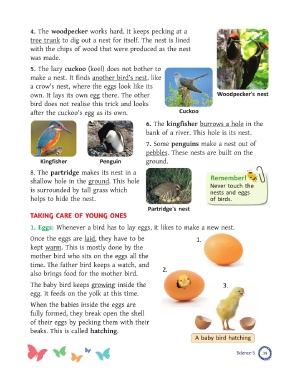 4. The woodpecker works hard. It keeps pecking at a
tree trunk to dig out a nest for itself. The nest is lined
with the chips of wood that were produced as the nest
was made.
5. The lazy cuckoo (koel) does not bother to
make a nest. It finds another bird's nest, like
a crow's nest, where the eggs look like its
own. It lays its own egg there. The other
bird does not realise this trick and looks
after the cuckoo's egg as its own.
Woodpecker's nest
Cuckoo
6. The kingfisher burrows a hole in the
bank of a river. This hole is its nest.
7. Some penguins make a nest out of
pebbles. These nests are built on the
ground.
Kingfisher
Penguin
8. The partridge makes its nest in a
shallow hole in the ground. This hole
is surrounded by tall grass which
helps to hide the nest.
Partridge's nest
Remember!
Never touch the
nests and eggs
of birds.
TAKING CARE OF YOUNG ONES
1. Eggs: Whenever a bird has to lay eggs, it likes to make a new nest.
Once the eggs are laid, they have to be
kept warm. This is mostly done by the
mother bird who sits on the eggs all the
time. The father bird keeps a watch, and
also brings food for the mother bird.
The baby bird keeps growing inside the
egg. It feeds on the yolk at this time.
When the babies inside the eggs are
fully formed, they break open the shell
of their eggs by pecking them with their
beaks. This is called hatching.
1.
2.
3.
A baby bird hatching
Science 5